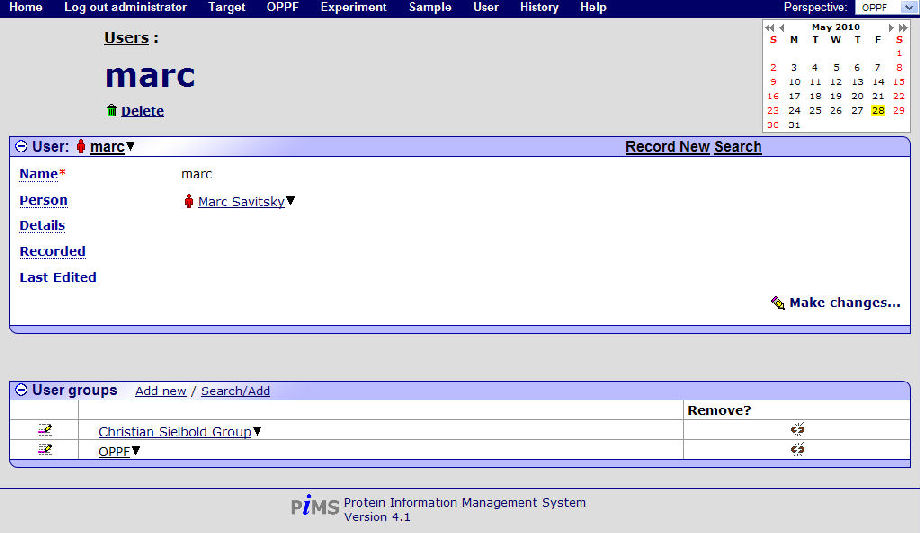 Home Log out administrator Target OPPF Experiment Sample User History Help Perspective: OPPF
Users :
marc
Delete
May 2010
S M T W T F S
1
2 3 4 5 6 7 8
9 10 11 12 13 14 15
16 17 18 19 20 21 22
23 24 25 26 27 28 29
30 31
User: marc Record New Search
Name* marc
Person Marc Savitsky
Details
Recorded
Last Edited
Make changes...
User groups Add new / Search/Add
Remove?
Christian Sielbold Group
OPPF
PiMS Protein Information Management System
Version 4.1